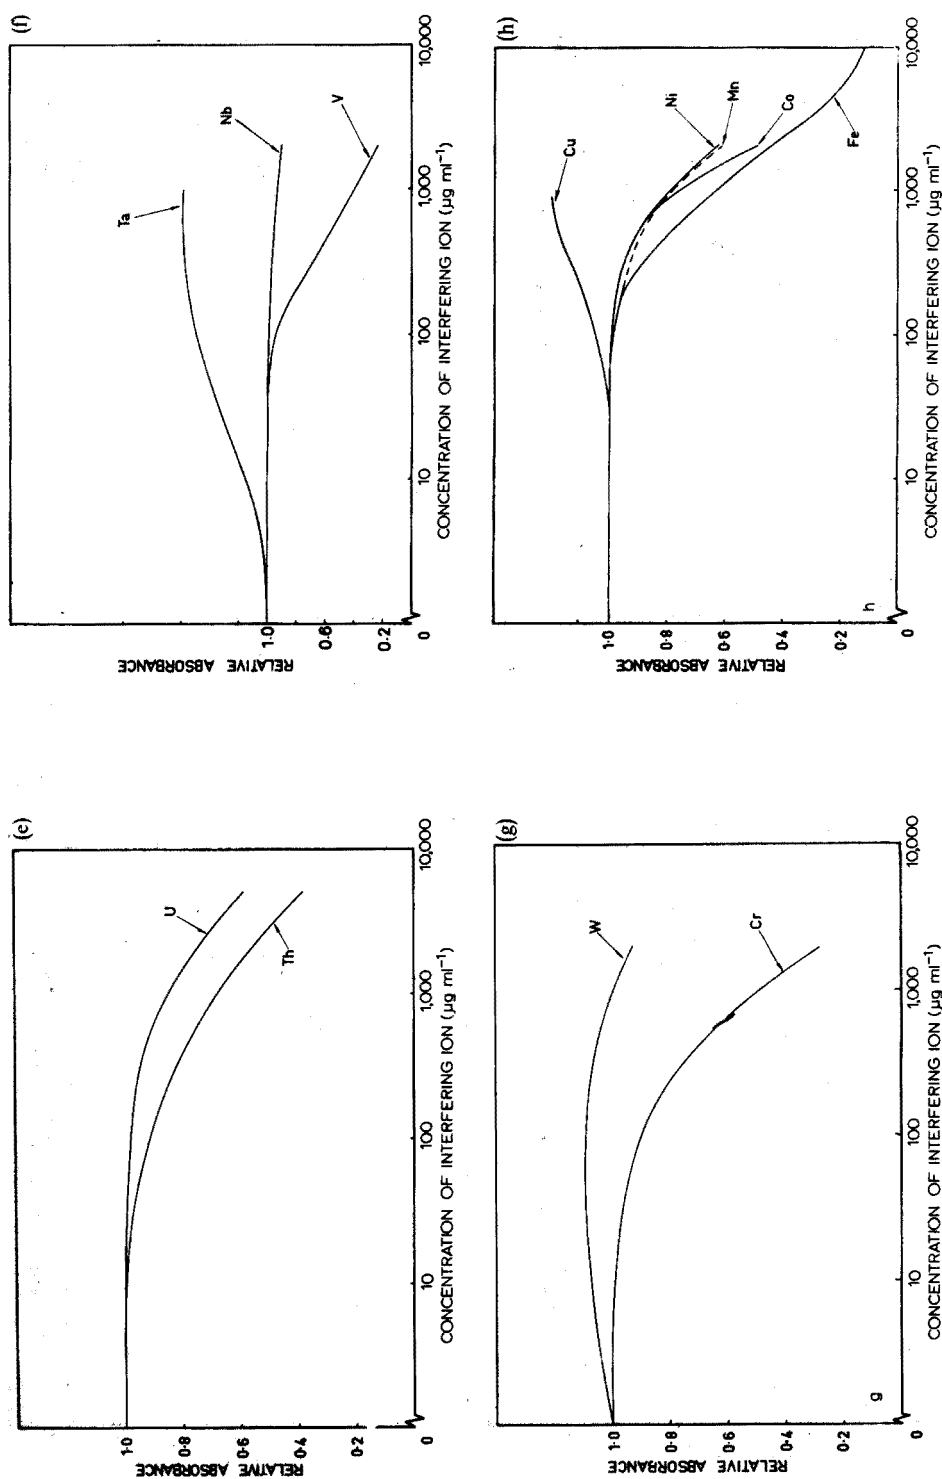 (e)
RELATIVE ABSORBANCE
1·0
0·8
0·6
0·4
0·2
0
10
100
1,000
10,000
U
Th
CONCENTRATION OF INTERFERING ION (µg ml⁻¹)
(f)
RELATIVE ABSORBANCE
1·0
0·6
0·2
0
10
100
1,000
10,000
Ta
Nb
V
CONCENTRATION OF INTERFERING ION (µg ml⁻¹)
(g)
RELATIVE ABSORBANCE
1·0
0·8
0·6
0·4
0·2
0
10
100
1,000
10,000
W
Cr
g
CONCENTRATION OF INTERFERING ION (µg ml⁻¹)
(h)
RELATIVE ABSORBANCE
1·0
0·8
0·6
0·4
0·2
0
10
100
1,000
10,000
Cu
Ni
Mn
Co
Fe
h
CONCENTRATION OF INTERFERING ION (µg ml⁻¹)